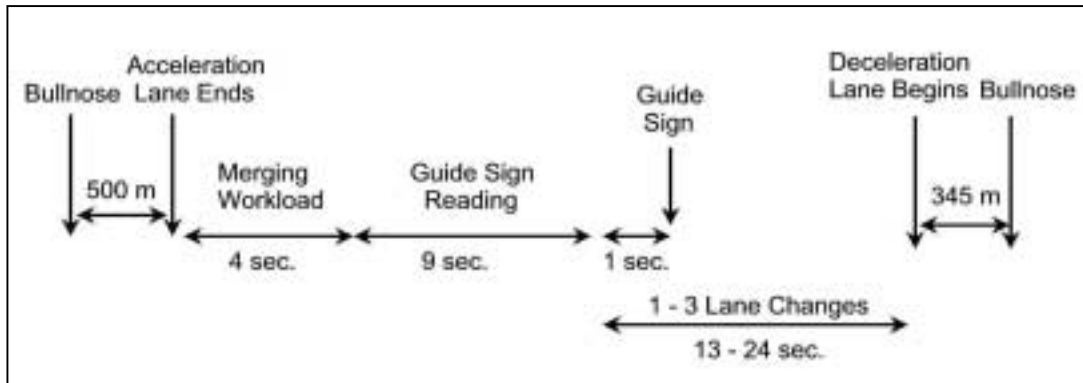 Acceleration
Bullnose Lane Ends
Guide
Sign
Deceleration
Lane Begins Bullnose
500 m
Merging
Workload
Guide Sign
Reading
345 m
4 sec.
9 sec.
1 sec.
1 - 3 Lane Changes
13 - 24 sec.